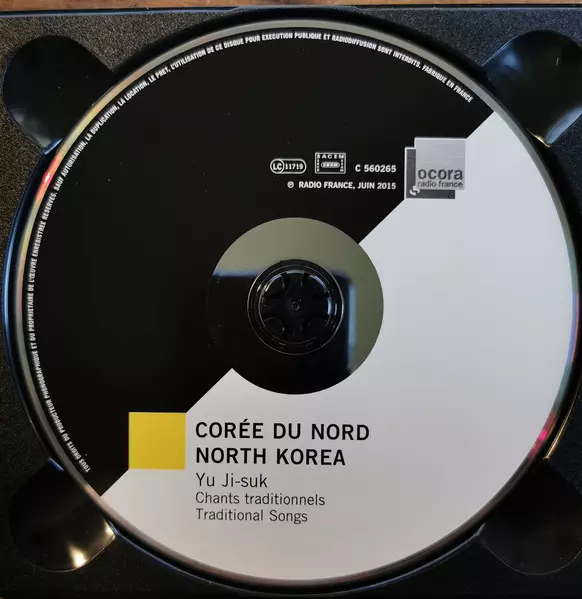 TOUS DROITS DU PRODUCTEUR PHONOGRAPHIQUE ET DU PROPRIETAIRE DE L'ŒUVRE ENREGISTREE RESERVES. SAUF AUTORISATION, LA DUPLICATION, LA LOCATION, LE PRET, L'UTILISATION DE CE DISQUE POUR EXECUTION PUBLIQUE ET RADIODIFFUSION SONT INTERDITS. FABRIQUE EN FRANCE
LC 11719
SACEM
C 560265
℗ RADIO FRANCE, JUIN 2015
ocora
radio france
CORÉE DU NORD
NORTH KOREA
Yu Ji-suk
Chants traditionnels
Traditional Songs